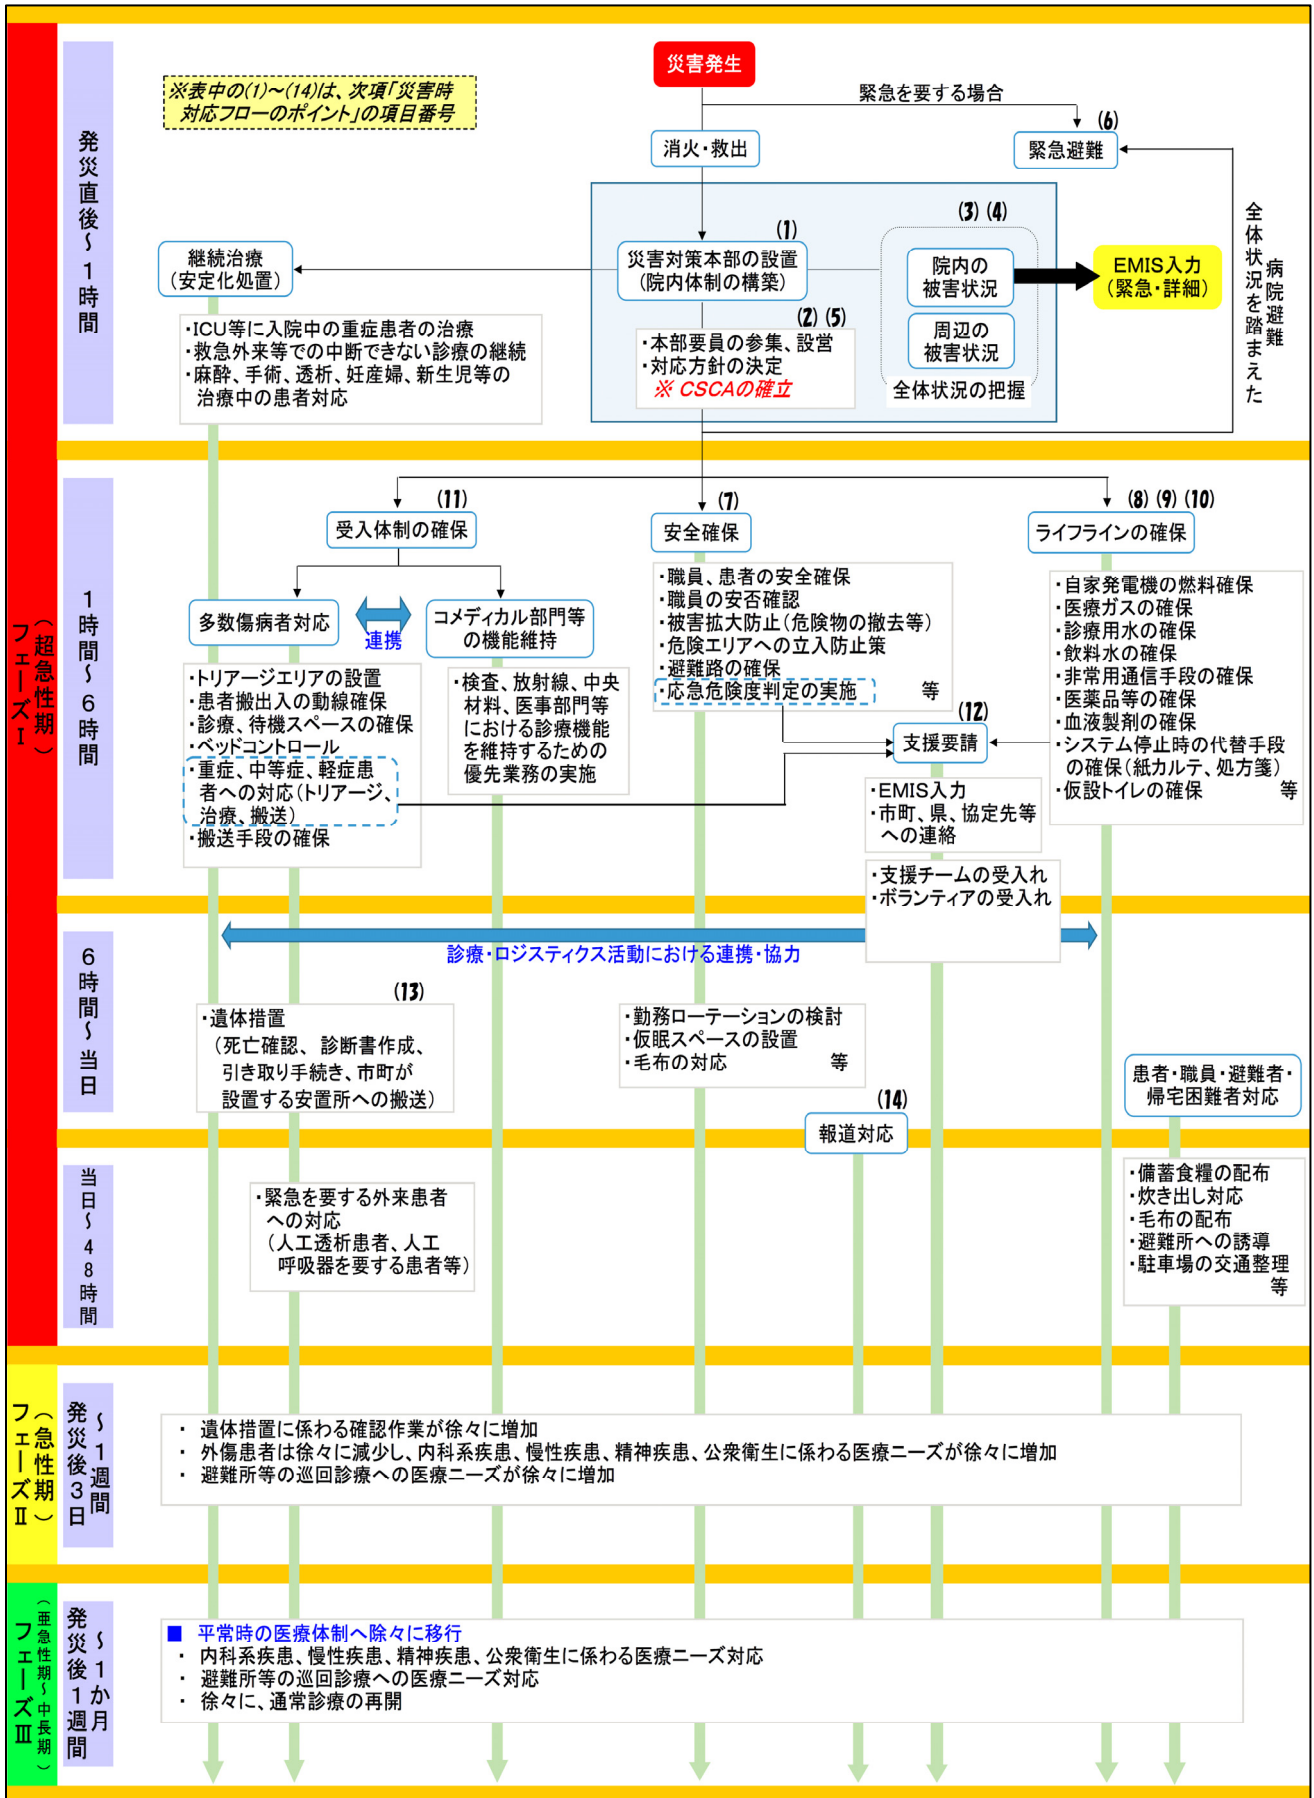 災害発生
※表中の(1)～(14)は、次項「災害時
対応フローのポイント」の項目番号
緊急を要する場合
フェーズⅠ
（超急性期）
発災直後～1時間
消火・救出
(6)
緊急避難
病院避難
全体状況を踏まえた
(1)
災害対策本部の設置
(院内体制の構築)
(3) (4)
院内の
被害状況
周辺の
被害状況
全体状況の把握
EMIS入力
(緊急・詳細)
継続治療
(安定化処置)
・ICU等に入院中の重症患者の治療
・救急外来等での中断できない診療の継続
・麻酔、手術、透析、妊産婦、新生児等の
治療中の患者対応
(2) (5)
・本部要員の参集、設営
・対応方針の決定
※ CSCAの確立
1時間～6時間
(11)
受入体制の確保
(7)
安全確保
(8) (9) (10)
ライフラインの確保
多数傷病者対応
連携
コメディカル部門等
の機能維持
・トリアージエリアの設置
・患者搬出入の動線確保
・診療、待機スペースの確保
・ベッドコントロール
・重症、中等症、軽症患
者への対応(トリアージ、
治療、搬送)
・搬送手段の確保
・検査、放射線、中央
材料、医事部門等
における診療機能
を維持するための
優先業務の実施
・職員、患者の安全確保
・職員の安否確認
・被害拡大防止(危険物の撤去等)
・危険エリアへの立入防止策
・避難路の確保
・応急危険度判定の実施 等
・自家発電機の燃料確保
・医療ガスの確保
・診療用水の確保
・飲料水の確保
・非常用通信手段の確保
・医薬品等の確保
・血液製剤の確保
・システム停止時の代替手段
の確保(紙カルテ、処方箋)
・仮設トイレの確保 等
(12)
支援要請
・EMIS入力
・市町、県、協定先等
への連絡
・支援チームの受入れ
・ボランティアの受入れ
6時間～当日
診療・ロジスティクス活動における連携・協力
(13)
・遺体措置
(死亡確認、診断書作成、
引き取り手続き、市町が
設置する安置所への搬送)
・勤務ローテーションの検討
・仮眠スペースの設置
・毛布の対応 等
(14)
報道対応
患者・職員・避難者・
帰宅困難者対応
当日～48時間
・緊急を要する外来患者
への対応
(人工透析患者、人工
呼吸器を要する患者等)
・備蓄食糧の配布
・炊き出し対応
・毛布の配布
・避難所への誘導
・駐車場の交通整理
等
フェーズⅡ
（急性期）
発災後3日
～1週間
・ 遺体措置に係わる確認作業が徐々に増加
・ 外傷患者は徐々に減少し、内科系疾患、慢性疾患、精神疾患、公衆衛生に係わる医療ニーズが徐々に増加
・ 避難所等の巡回診療への医療ニーズが徐々に増加
フェーズⅢ
（亜急性期～中長期）
発災後1週間
～1か月
■ 平常時の医療体制へ除々に移行
・ 内科系疾患、慢性疾患、精神疾患、公衆衛生に係わる医療ニーズ対応
・ 避難所等の巡回診療への医療ニーズ対応
・ 徐々に、通常診療の再開